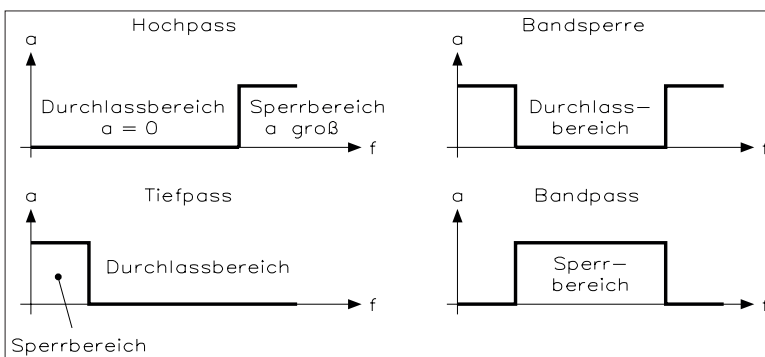 Hochpass
a
Durchlassbereich
a = 0
Sperrbereich
a groß
f
Bandsperre
a
Durchlass-
bereich
f
Tiefpass
a
Durchlassbereich
f
Sperrbereich
Bandpass
a
Sperr-
bereich
f